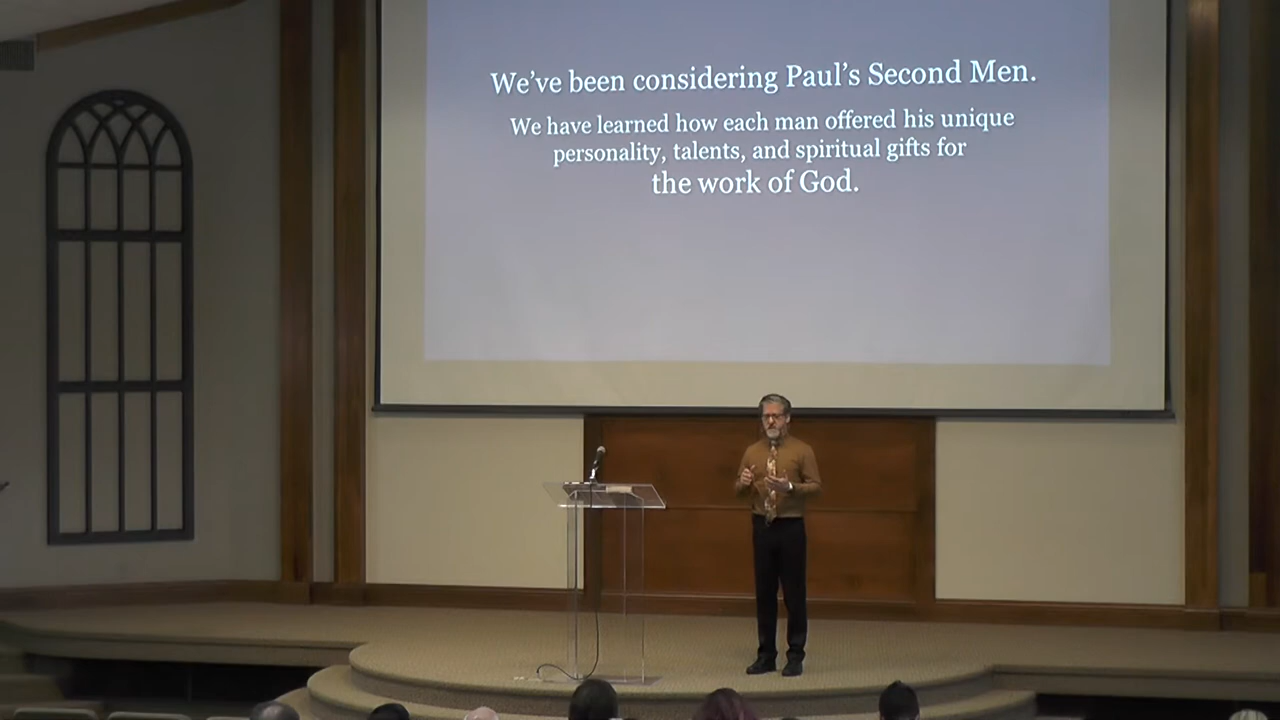 We've been considering Paul's Second Men.
We have learned how each man offered his unique
personality, talents, and spiritual gifts for
the work of God.